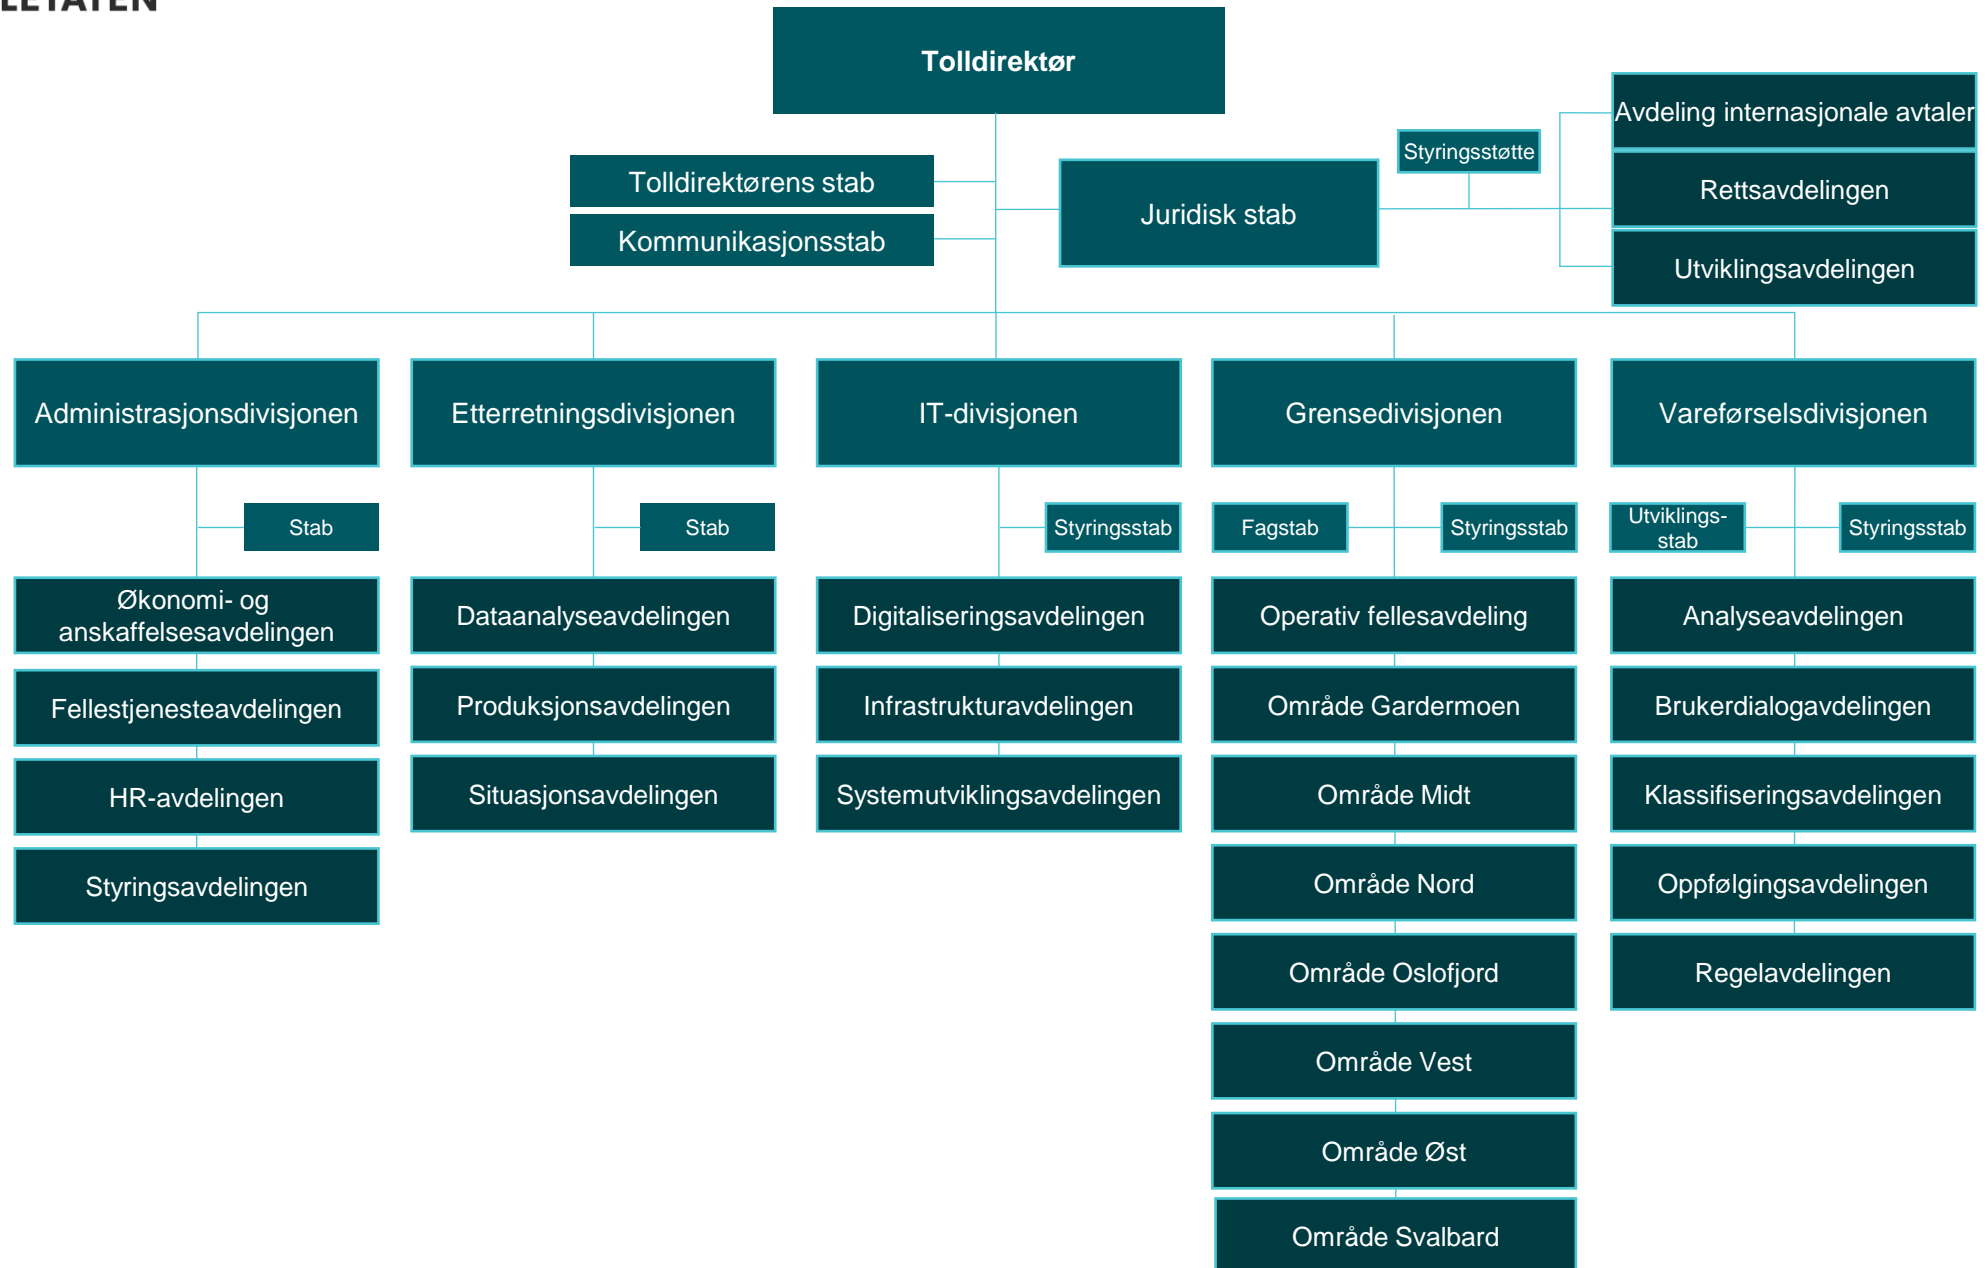 Tolldirektør
Avdeling internasjonale avtaler
Styringsstøtte
Tolldirektørens stab
Rettsavdelingen
Juridisk stab
Kommunikasjonsstab
Utviklingsavdelingen
Administrasjonsdivisjonen
Etterretningsdivisjonen
IT-divisjonen
Grensedivisjonen
Vareførselsdivisjonen
Stab
Stab
Styringsstab
Fagstab
Styringsstab
Utviklings-
stab
Styringsstab
Økonomi- og
anskaffelsesavdelingen
Dataanalyseavdelingen
Digitaliseringsavdelingen
Operativ fellesavdeling
Analyseavdelingen
Fellestjenesteavdelingen
Produksjonsavdelingen
Infrastrukturavdelingen
Område Gardermoen
Brukerdialogavdelingen
HR-avdelingen
Situasjonsavdelingen
Systemutviklingsavdelingen
Område Midt
Klassifiseringsavdelingen
Styringsavdelingen
Område Nord
Oppfølgingsavdelingen
Område Oslofjord
Regelavdelingen
Område Vest
Område Øst
Område Svalbard